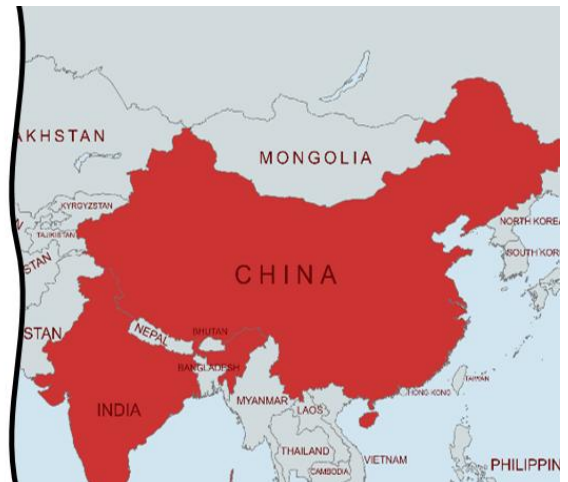 AKHSTAN
MONGOLIA
KYRGYZSTAN
TAJIKISTAN
STAN
NORTH KOREA
SOUTH KOR
CHINA
STAN
NEPAL
BHUTAN
BANGLADESH
INDIA
MYANMAR
LAOS
HONG KONG
TAIWAN
THAILAND
VIETNAM
CAMBODIA
PHILIPPIN